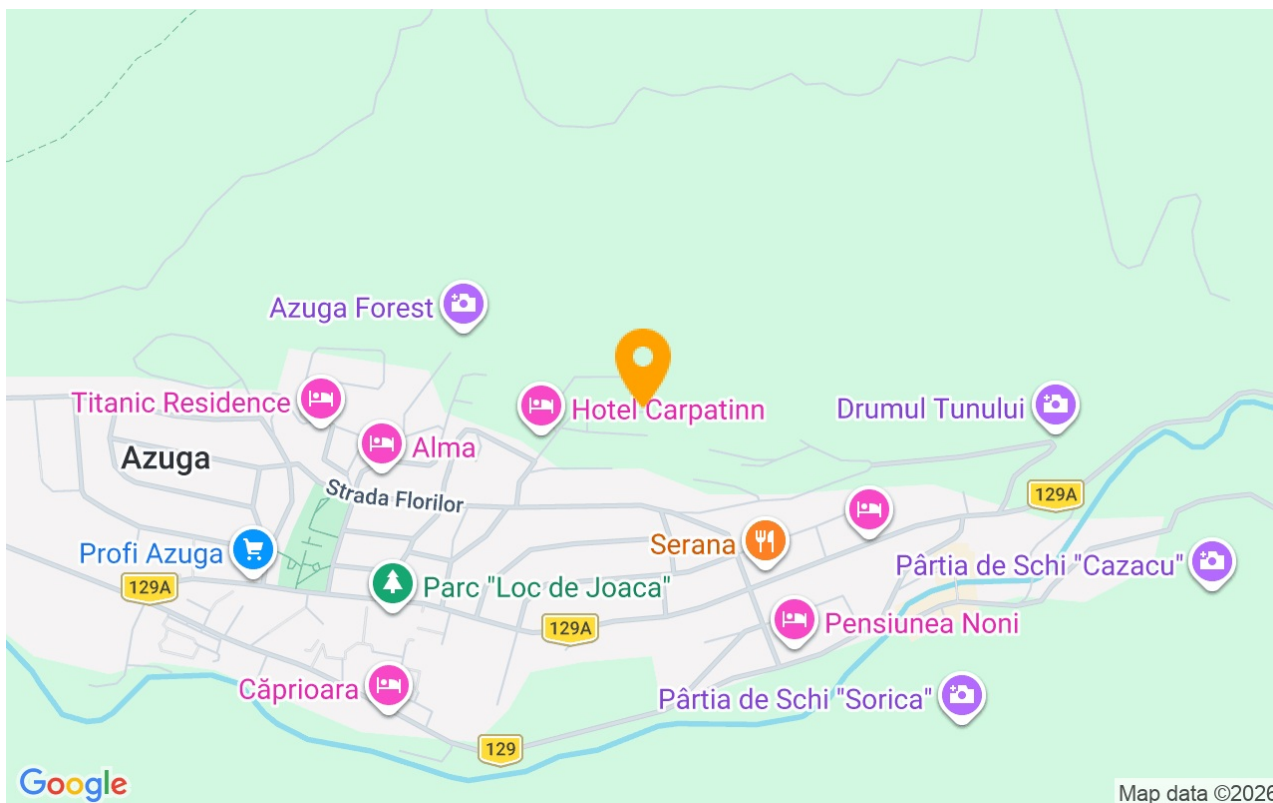 Azuga Forest
Titanic Residence
Hotel Carpatinn
Drumul Tunului
Alma
Azuga
Strada Florilor
129A
Serana
Profi Azuga
Pârtia de Schi "Cazacu"
129A
Parc "Loc de Joaca"
129A
Pensiunea Noni
Căprioara
Pârtia de Schi "Sorica"
129
Google
Map data ©2026